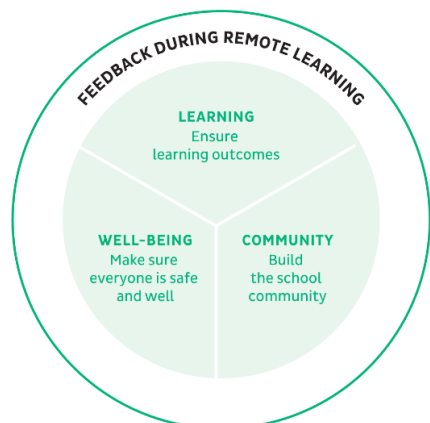 FEEDBACK DURING REMOTE LEARNING
LEARNING
Ensure
learning outcomes
WELL-BEING
Make sure
everyone is safe
and well
COMMUNITY
Build
the school
community